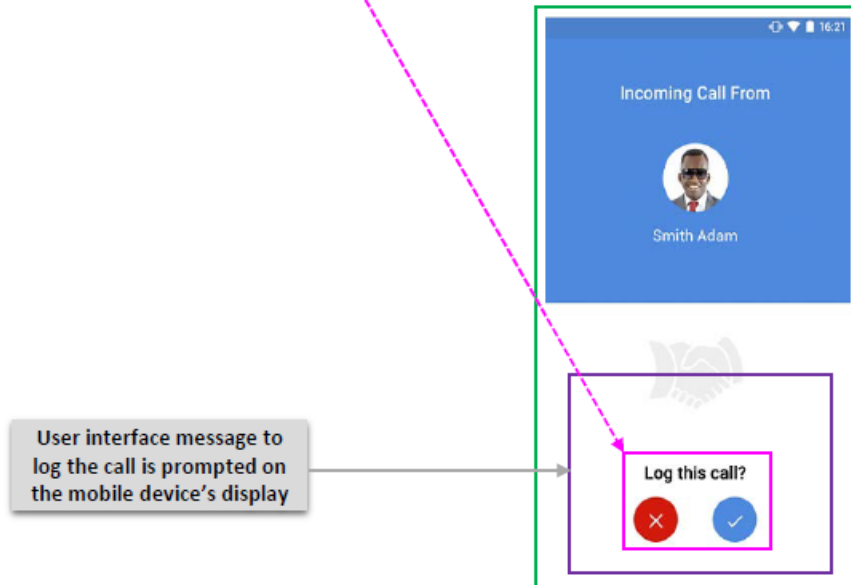 16:21
Incoming Call From
Smith Adam
User interface message to
log the call is prompted on
the mobile device's display
Log this call?